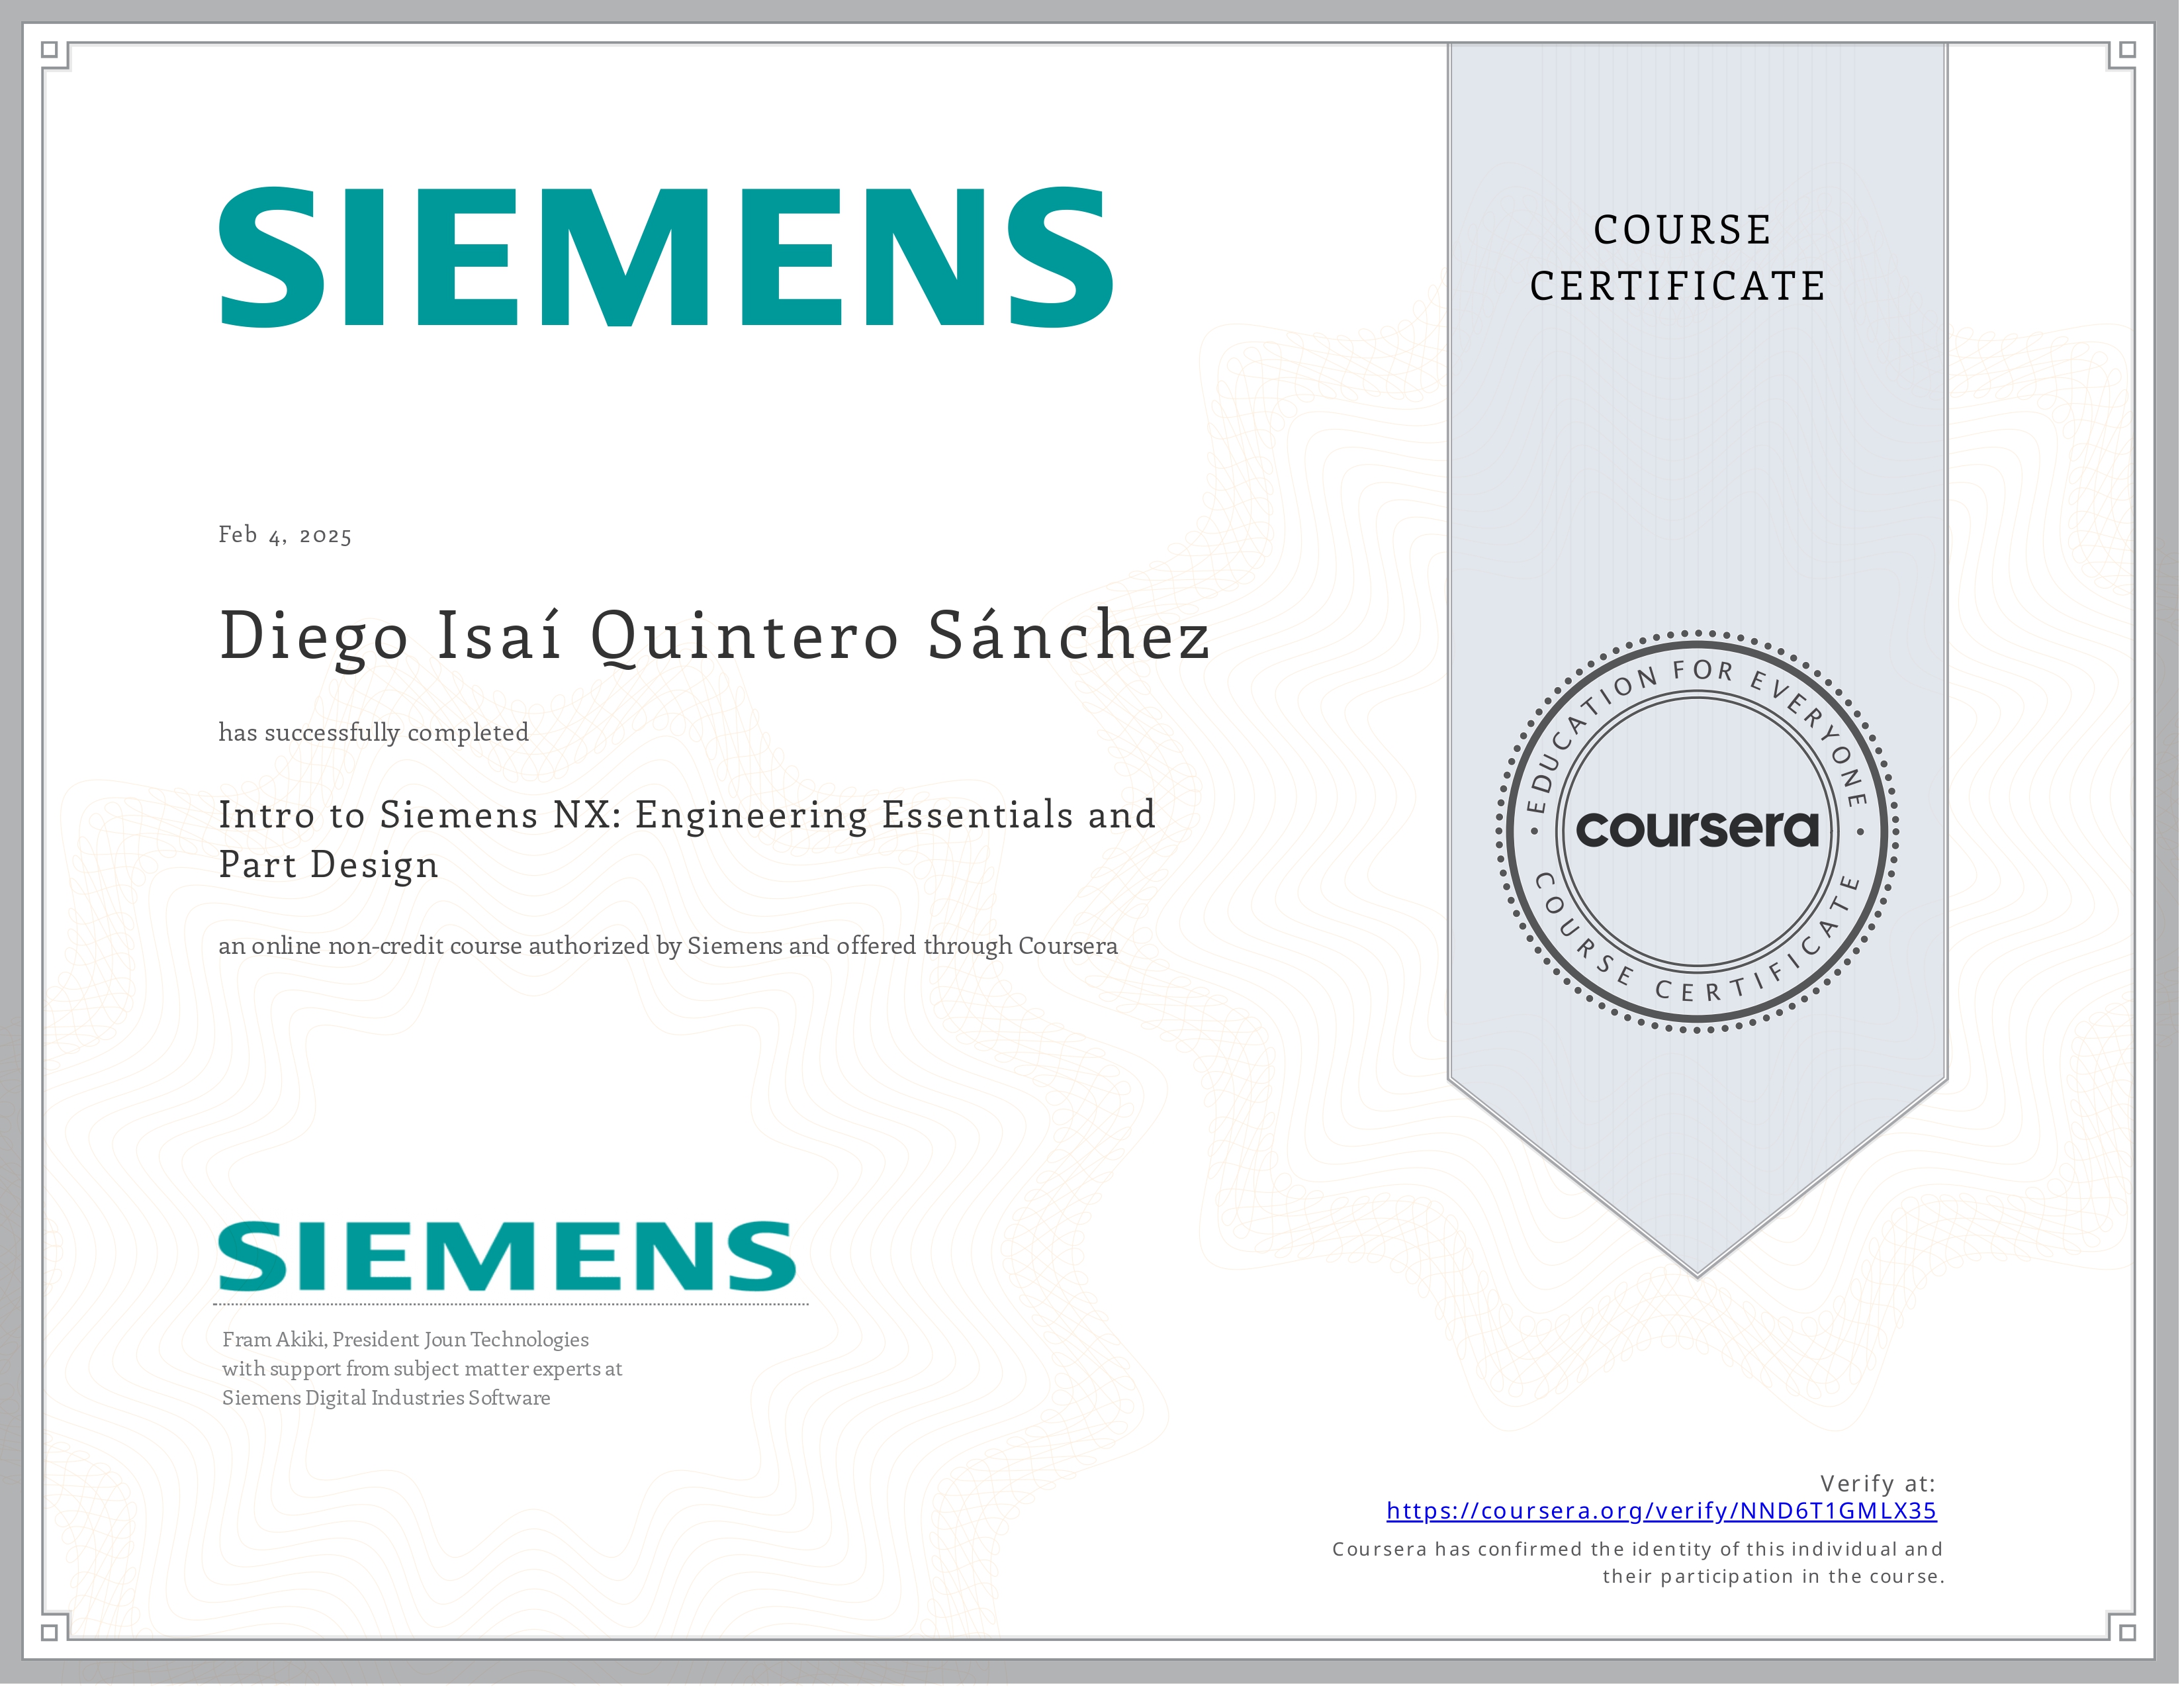 SIEMENS
COURSE
CERTIFICATE
Feb 4, 2025
Diego Isaí Quintero Sánchez
has successfully completed
Intro to Siemens NX: Engineering Essentials and
Part Design
an online non-credit course authorized by Siemens and offered through Coursera
EDUCATION FOR EVERYONE
coursera
COURSE CERTIFICATE
SIEMENS
Fram Akiki, President Joun Technologies
with support from subject matter experts at
Siemens Digital Industries Software
Verify at:
https://coursera.org/verify/NND6T1GMLX35
Coursera has confirmed the identity of this individual and
their participation in the course.